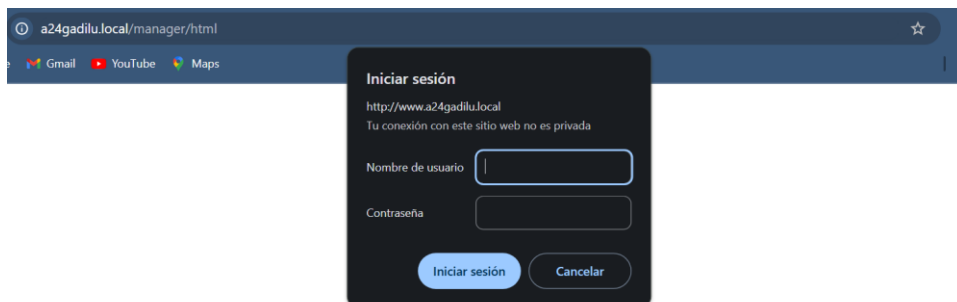 a24gadilu.local/manager/html
Gmail YouTube Maps
Iniciar sesión
http://www.a24gadilu.local
Tu conexión con este sitio web no es privada
Nombre de usuario
Contraseña
Iniciar sesión Cancelar